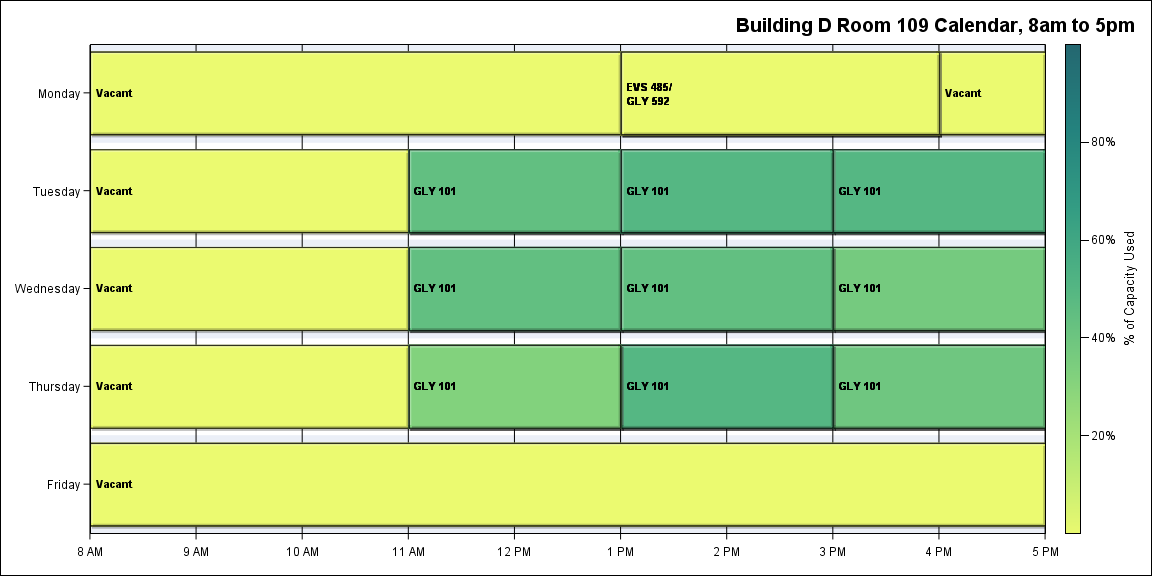 Building D Room 109 Calendar, 8am to 5pm
Monday
Vacant
EVS 485/
GLY 592
Vacant
Tuesday
Vacant
GLY 101
GLY 101
GLY 101
Wednesday
Vacant
GLY 101
GLY 101
GLY 101
Thursday
Vacant
GLY 101
GLY 101
GLY 101
Friday
Vacant
8 AM
9 AM
10 AM
11 AM
12 PM
1 PM
2 PM
3 PM
4 PM
5 PM
80%
60%
40%
20%
% of Capacity Used